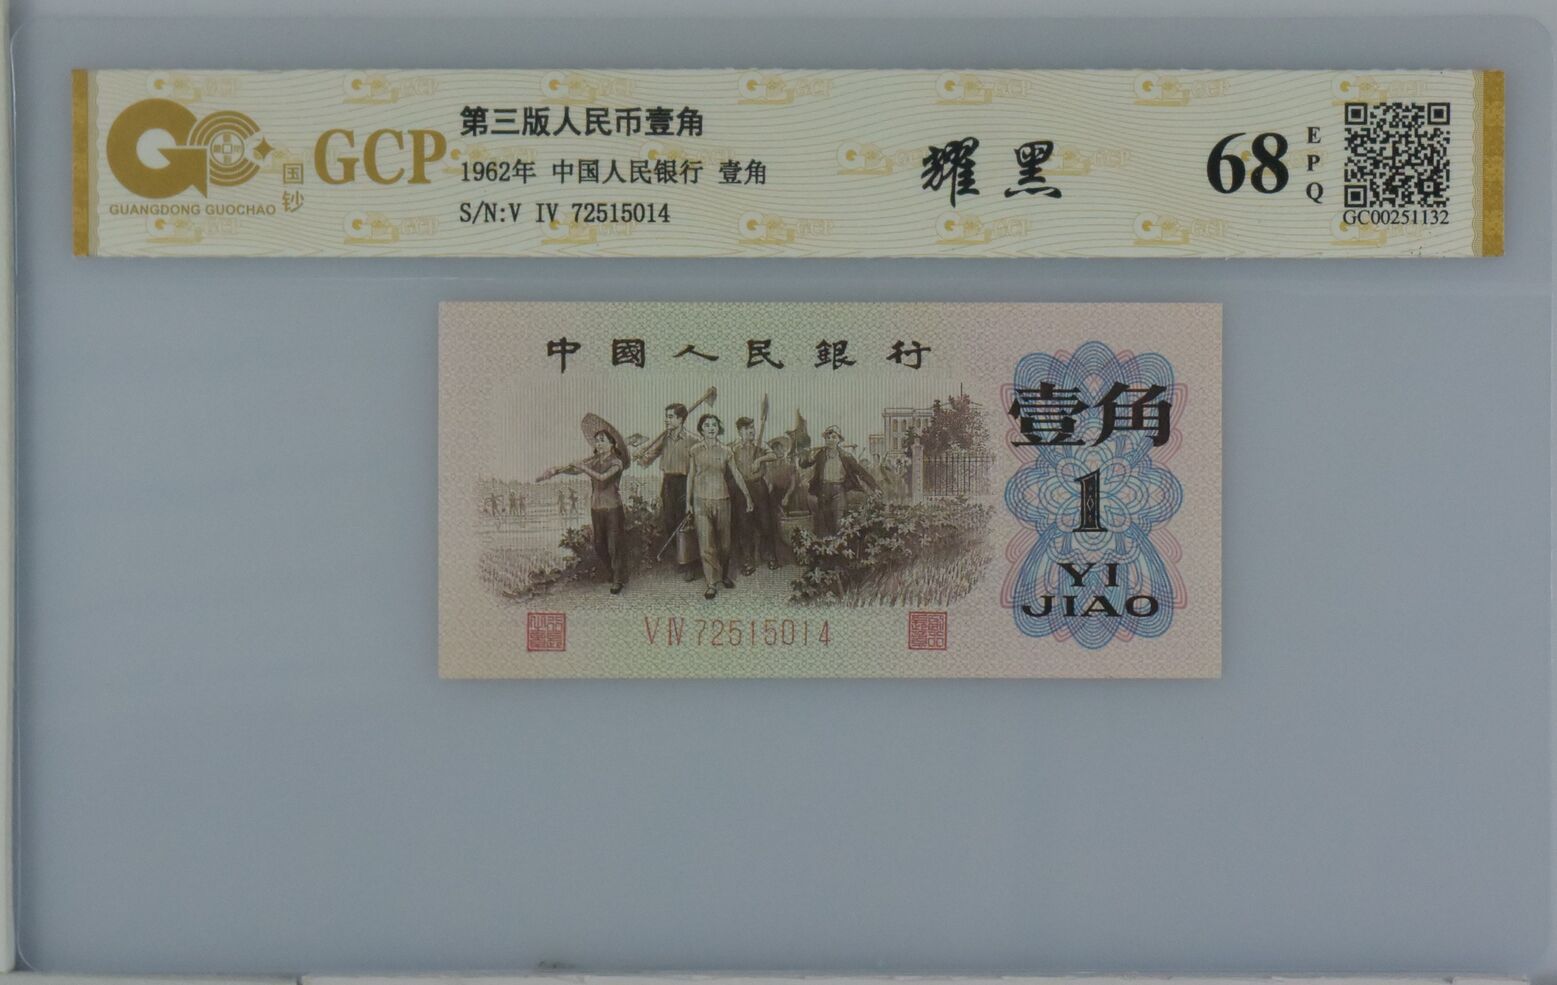 GUANGDONG GUOCHAO
国钞
GCP
第三版人民币壹角
1962年 中国人民银行 壹角
S/N:V IV 72515014
耀黑
68
EPQ
GC00251132
中國人民銀行
壹角
1
YI
JIAO
V IV 72515014